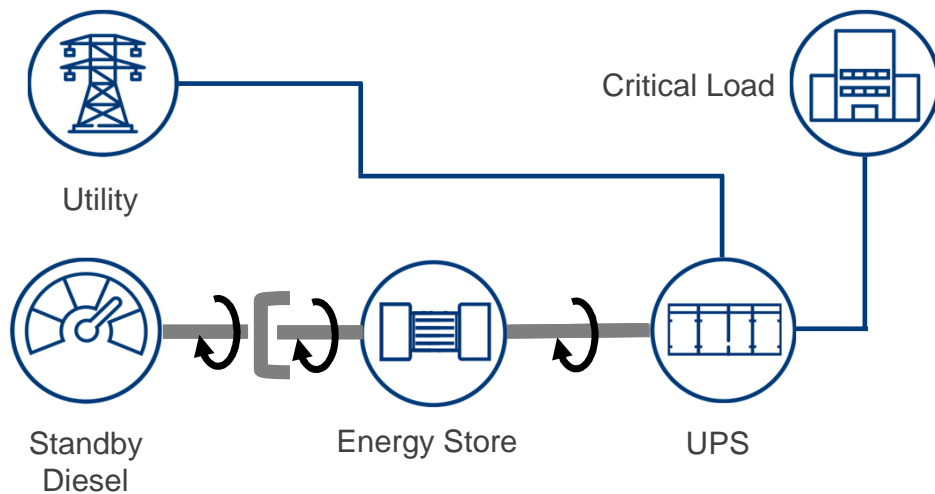 Critical Load
Utility
Standby
Diesel
Energy Store
UPS